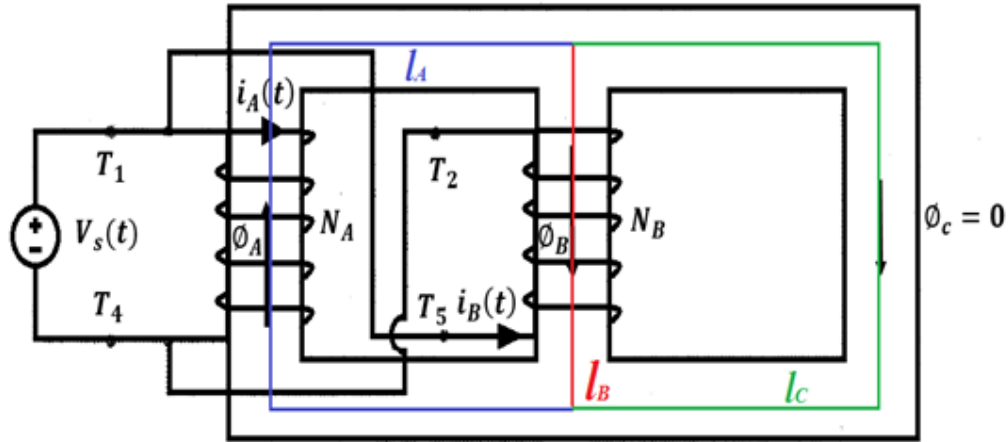 l_A
i_A(t)
T_1
T_2
+
V_s(t)
-
∅_A
N_A
∅_B
N_B
∅_c = 0
T_4
T_5
i_B(t)
l_B
l_C